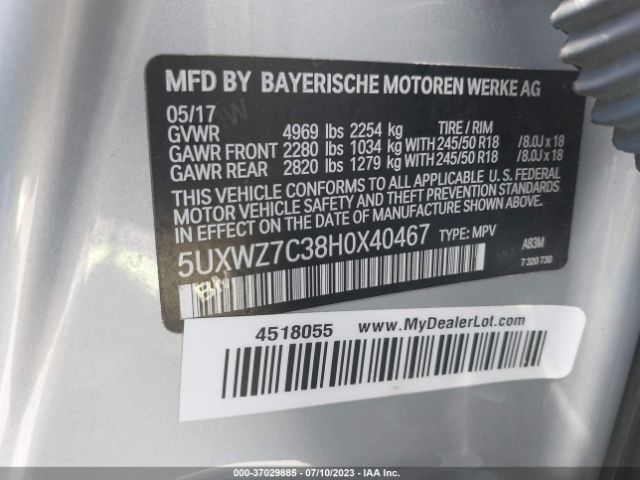 MFD BY BAYERISCHE MOTOREN WERKE AG
05/17
GVWR 4969 lbs 2254 kg TIRE / RIM
GAWR FRONT 2280 lbs 1034 kg WITH 245/50 R18 /8.0J x 18
GAWR REAR 2820 lbs 1279 kg WITH 245/50 R18 /8.0J x 18
THIS VEHICLE CONFORMS TO ALL APPLICABLE U.S. FEDERAL
MOTOR VEHICLE SAFETY AND THEFT PREVENTION STANDARDS
IN EFFECT ON THE DATE OF MANUFACTURE SHOWN ABOVE.
5UXWZ7C38H0X40467 TYPE: MPV
A83M
7 320 730
4518055 www.MyDealerLot.com
000-37029885 - 07/10/2023 - IAA Inc.